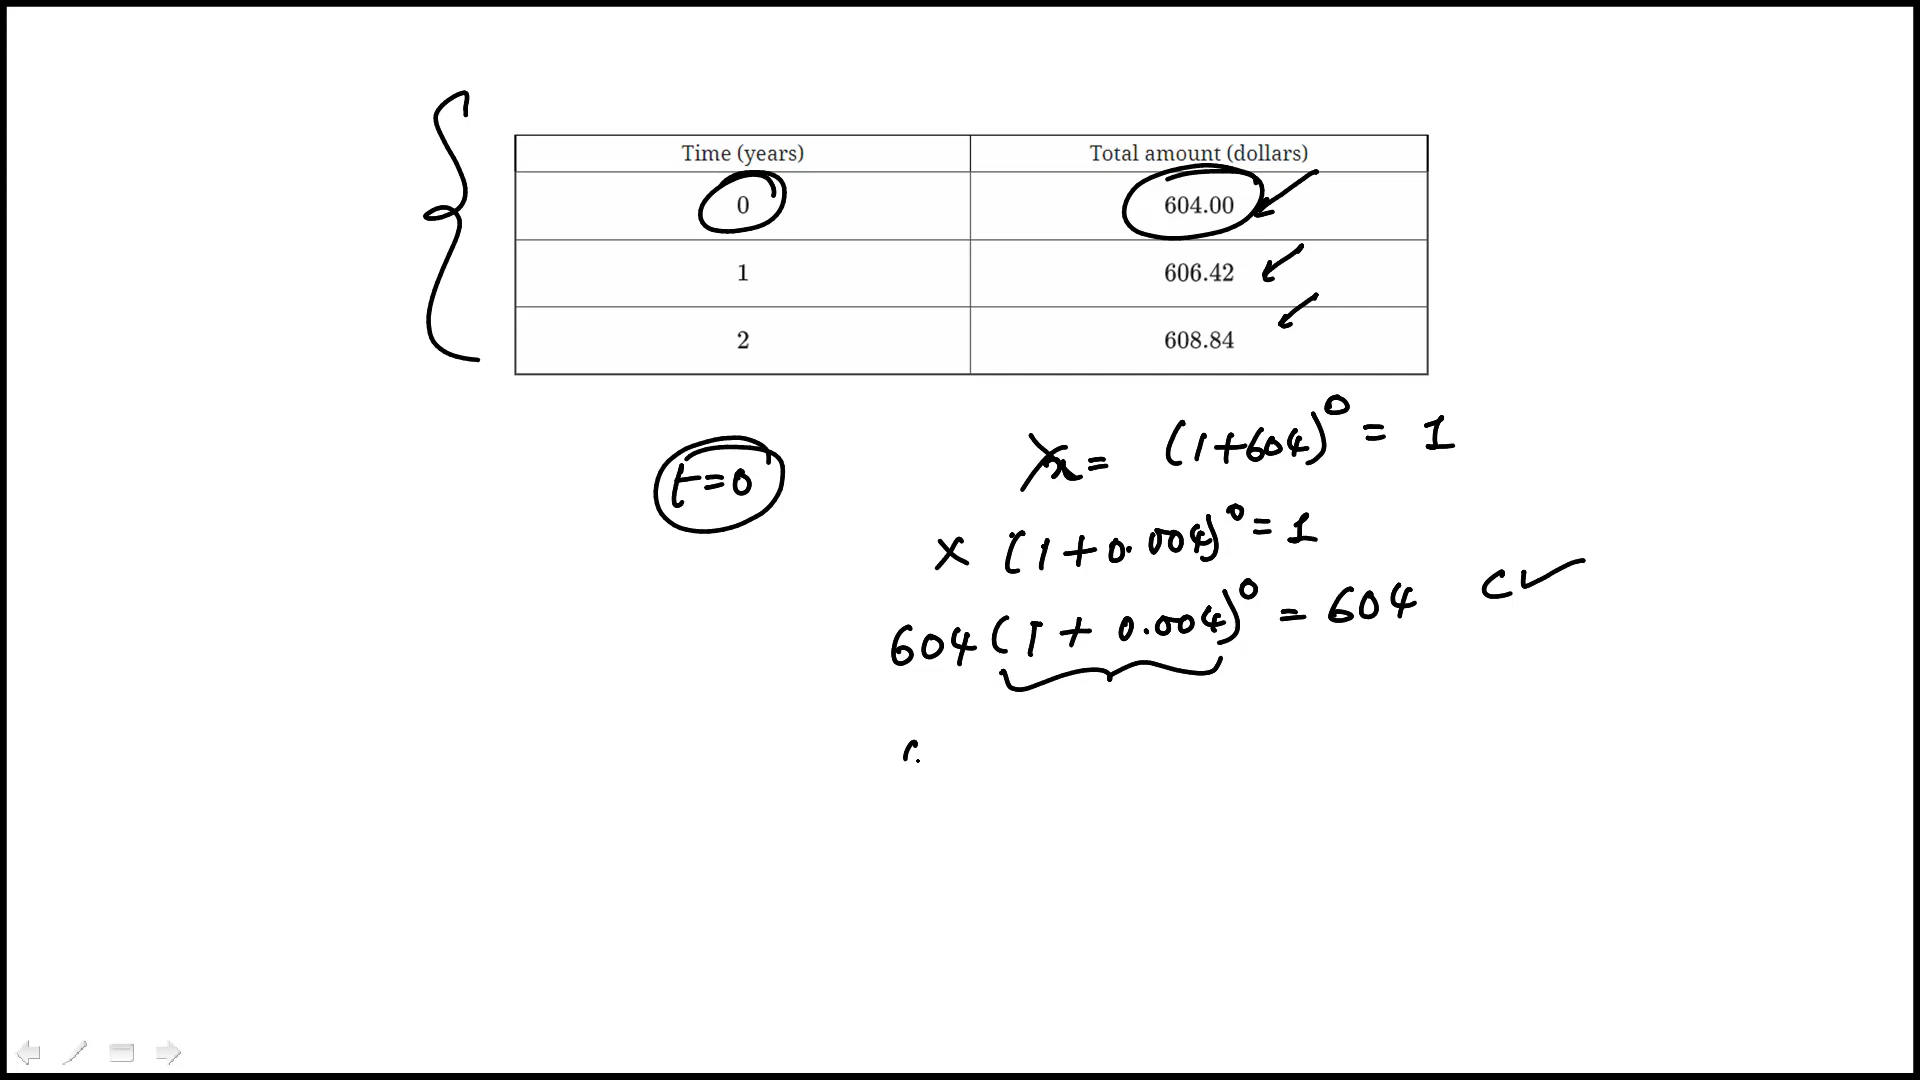 Time (years) Total amount (dollars)
0 604.00
1 606.42
2 608.84
t=0
= (1+604)^0 = 1
× (1+0.004)^0 = 1
604(1+0.004)^0 = 604 C✓